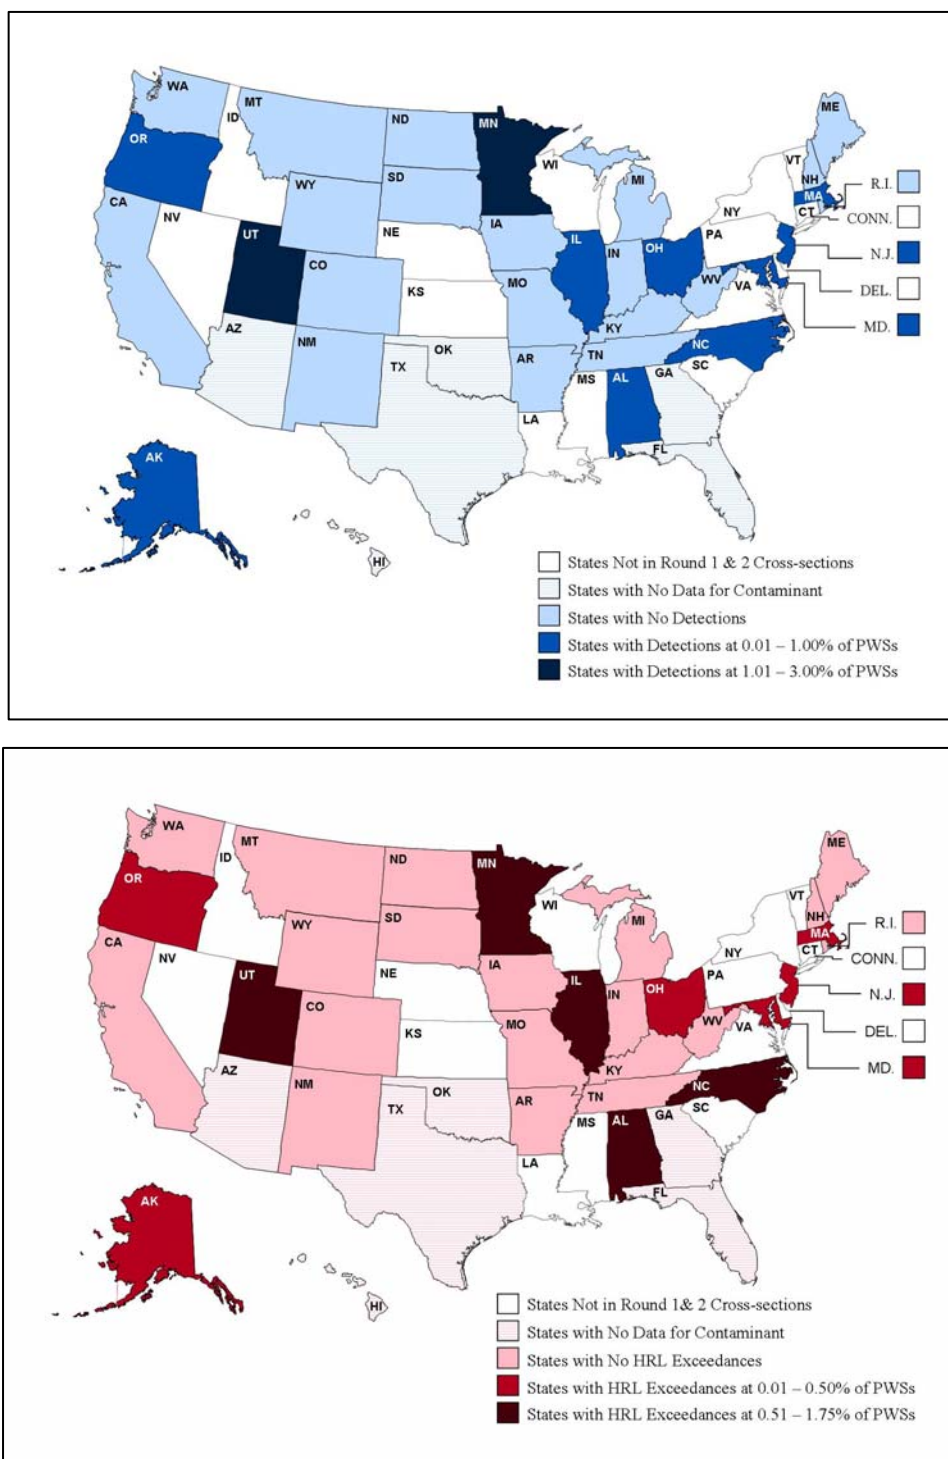 WA
MT
ND
MN
ME
ID
OR
VT
WI
NH
SD
MI
WY
R.I.
MA
CA
NY
CT
CONN.
NV
IA
NE
PA
UT
IL
IN
OH
N.J.
CO
MO
WV
VA
KS
DEL.
KY
AZ
NC
MD.
NM
OK
TN
TX
AR
SC
MS
AL
GA
LA
FL
AK
HI
States Not in Round 1 & 2 Cross-sections
States with No Data for Contaminant
States with No Detections
States with Detections at 0.01 – 1.00% of PWSs
States with Detections at 1.01 – 3.00% of PWSs
WA
MT
ND
MN
ME
ID
OR
VT
WI
NH
SD
MI
WY
R.I.
MA
CA
NY
CT
CONN.
NV
IA
NE
PA
UT
IL
IN
OH
N.J.
CO
MO
WV
VA
KS
DEL.
KY
AZ
NC
MD.
NM
OK
TN
TX
AR
SC
MS
AL
GA
LA
FL
AK
HI
States Not in Round 1& 2 Cross-sections
States with No Data for Contaminant
States with No HRL Exceedances
States with HRL Exceedances at 0.01 – 0.50% of PWSs
States with HRL Exceedances at 0.51 – 1.75% of PWSs